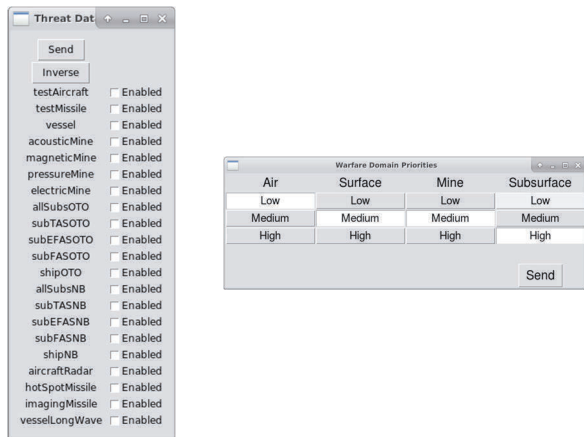 Threat Dat
Send
Inverse
testAircraft Enabled
testMissile Enabled
vessel Enabled
acousticMine Enabled
magneticMine Enabled
pressureMine Enabled
electricMine Enabled
allSubsOTO Enabled
subTASOTO Enabled
subEFASOTO Enabled
subFASOTO Enabled
shipOTO Enabled
allSubsNB Enabled
subTASNB Enabled
subEFASNB Enabled
subFASNB Enabled
shipNB Enabled
aircraftRadar Enabled
hotSpotMissile Enabled
imagingMissile Enabled
vesselLongWave Enabled
Warfare Domain Priorities
Air Surface Mine Subsurface
Low Low Low Low
Medium Medium Medium Medium
High High High High
Send